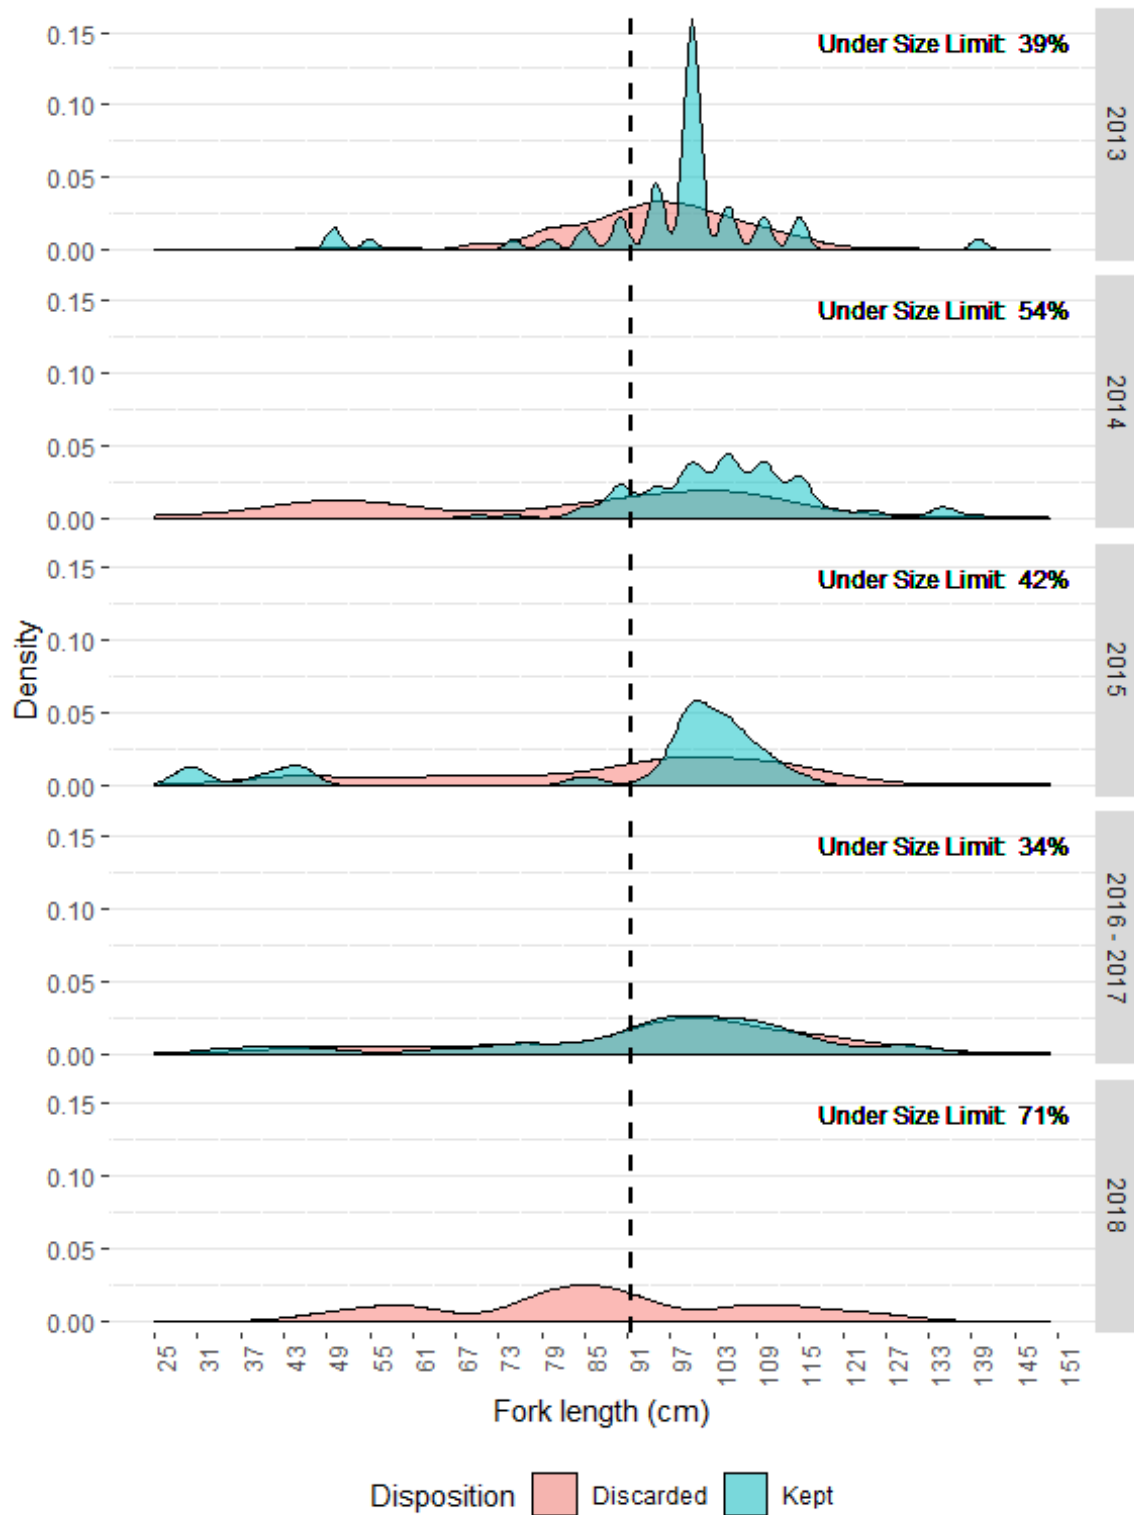 0.15
0.10
0.05
0.00
Under Size Limit: 39%
2013
0.15
0.10
0.05
0.00
Under Size Limit: 54%
2014
0.15
0.10
0.05
0.00
Under Size Limit: 42%
2015
0.15
0.10
0.05
0.00
Under Size Limit: 34%
2016 - 2017
0.15
0.10
0.05
0.00
Under Size Limit: 71%
2018
Density
25 31 37 43 49 55 61 67 73 79 85 91 97 103 109 115 121 127 133 139 145 151
Fork length (cm)
Disposition Discarded Kept